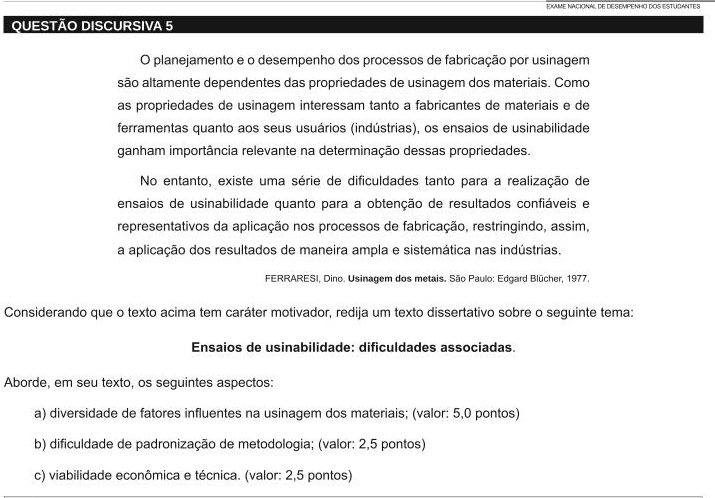 EXAME NACIONAL DE DESEMPENHO DOS ESTUDANTES
QUESTÃO DISCURSIVA 5
O planejamento e o desempenho dos processos de fabricação por usinagem
são altamente dependentes das propriedades de usinagem dos materiais. Como
as propriedades de usinagem interessam tanto a fabricantes de materiais e de
ferramentas quanto aos seus usuários (indústrias), os ensaios de usinabilidade
ganham importância relevante na determinação dessas propriedades.
No entanto, existe uma série de dificuldades tanto para a realização de
ensaios de usinabilidade quanto para a obtenção de resultados confiáveis e
representativos da aplicação nos processos de fabricação, restringindo, assim,
a aplicação dos resultados de maneira ampla e sistemática nas indústrias.
FERRARESI, Dino. Usinagem dos metais. São Paulo: Edgard Blücher, 1977.
Considerando que o texto acima tem caráter motivador, redija um texto dissertativo sobre o seguinte tema:
Ensaios de usinabilidade: dificuldades associadas.
Aborde, em seu texto, os seguintes aspectos:
a) diversidade de fatores influentes na usinagem dos materiais; (valor: 5,0 pontos)
b) dificuldade de padronização de metodologia; (valor: 2,5 pontos)
c) viabilidade econômica e técnica. (valor: 2,5 pontos)